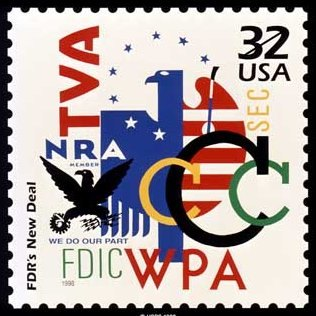 32
USA
TVA
SEC
NRA
MEMBER
CCC
WE DO OUR PART
FDIC
WPA
FDR's New Deal
1998